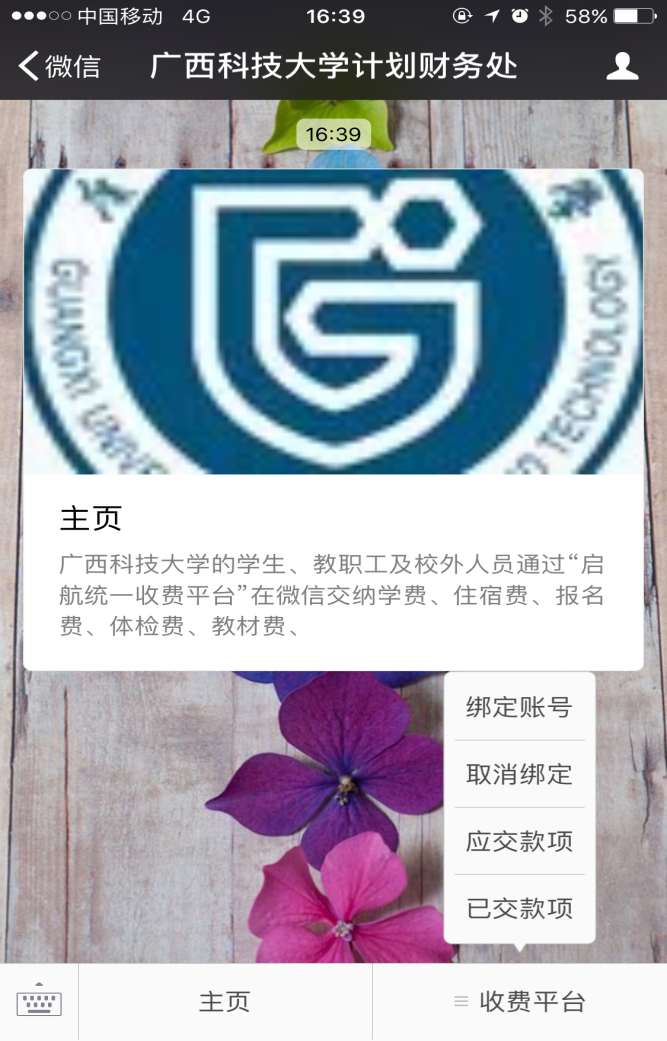 中国移动 4G 16:39 58%
微信 广西科技大学计划财务处
16:39
GUANGXI UNIVE
TECHNOLOGY
主页
广西科技大学的学生、教职工及校外人员通过“启
航统一收费平台”在微信交纳学费、住宿费、报名
费、体检费、教材费、
绑定账号
取消绑定
应交款项
已交款项
主页 收费平台